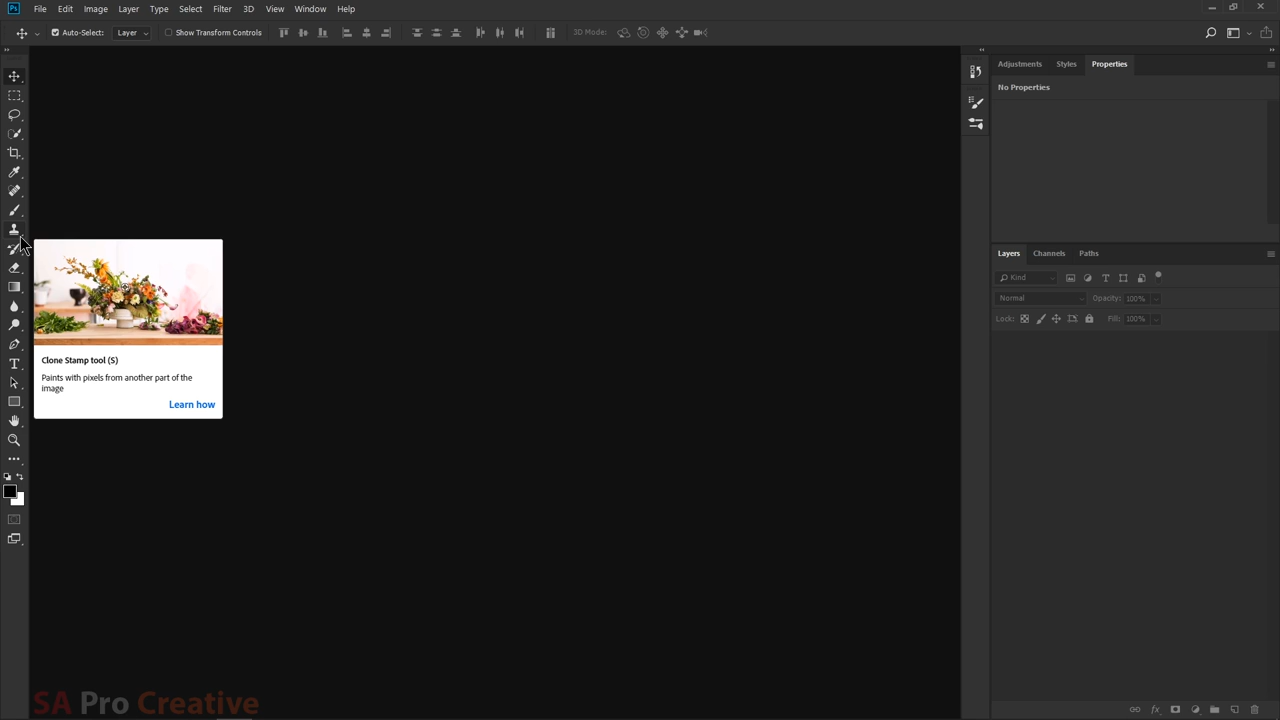 Ps File Edit Image Layer Type Select Filter 3D View Window Help
Auto-Select: Layer Show Transform Controls 3D Mode:
Adjustments Styles Properties
No Properties
Clone Stamp tool (S)
Paints with pixels from another part of the
image
Learn how
Layers Channels Paths
Kind
Normal Opacity: 100%
Lock: Fill: 100%
SA Pro Creative